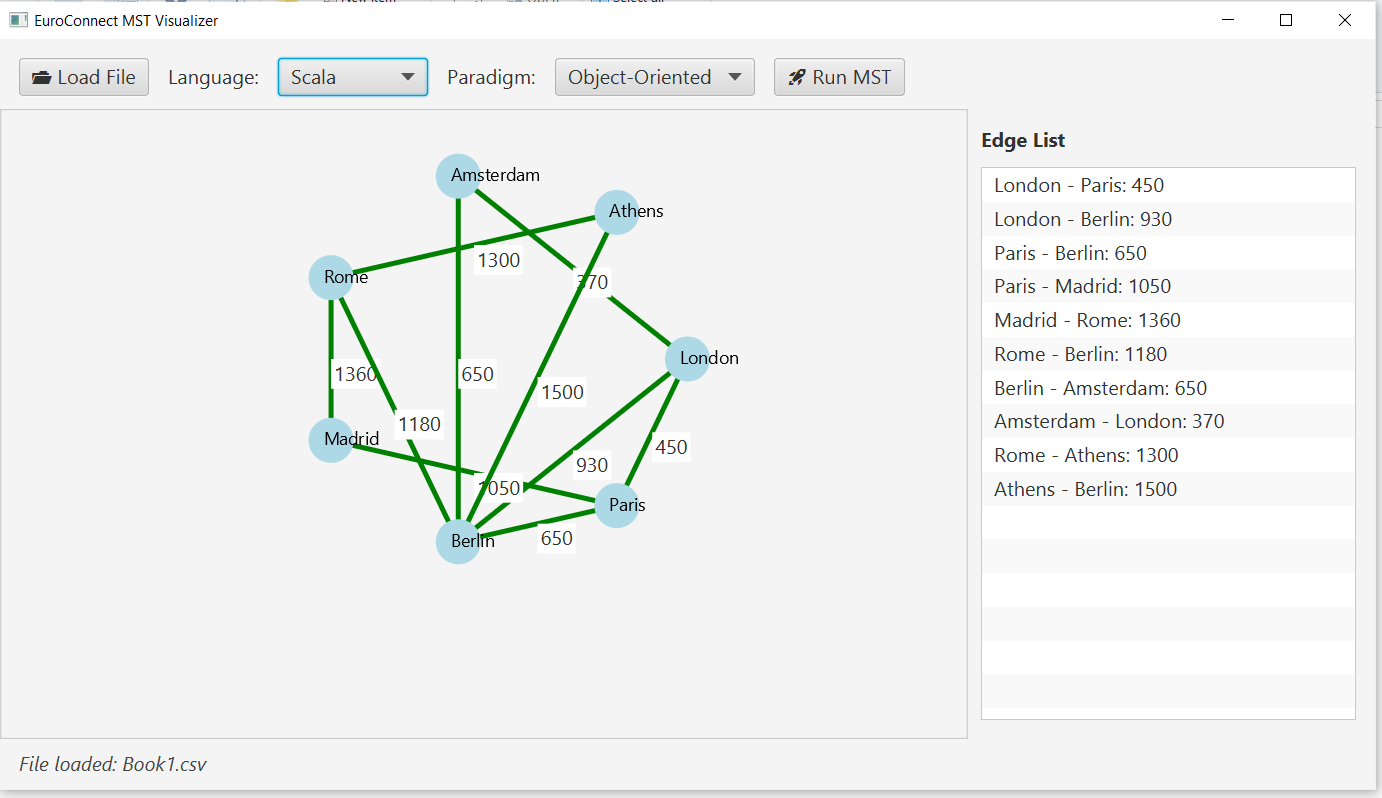 EuroConnect MST Visualizer
Load File Language: Scala Paradigm: Object-Oriented Run MST
Edge List
London - Paris: 450
London - Berlin: 930
Paris - Berlin: 650
Paris - Madrid: 1050
Madrid - Rome: 1360
Rome - Berlin: 1180
Berlin - Amsterdam: 650
Amsterdam - London: 370
Rome - Athens: 1300
Athens - Berlin: 1500
Amsterdam
Athens
1300
Rome
370
London
1360
650
1500
1180
Madrid
450
930
1050
Paris
650
Berlin
File loaded: Book1.csv